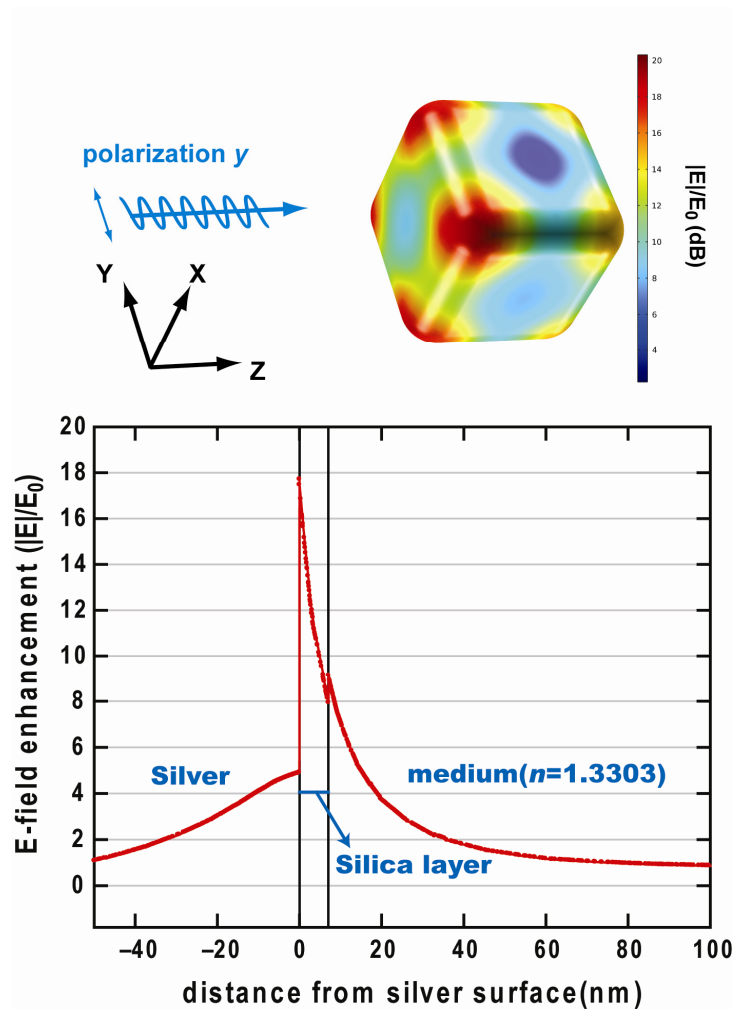 polarization y
Y
X
Z
20
18
16
14
12
10
8
6
4
|E|/E₀ (dB)
E-field enhancement (|E|/E₀)
20
18
16
14
12
10
8
6
4
2
0
Silver
medium(n=1.3303)
Silica layer
−40
−20
0
20
40
60
80
100
distance from silver surface(nm)